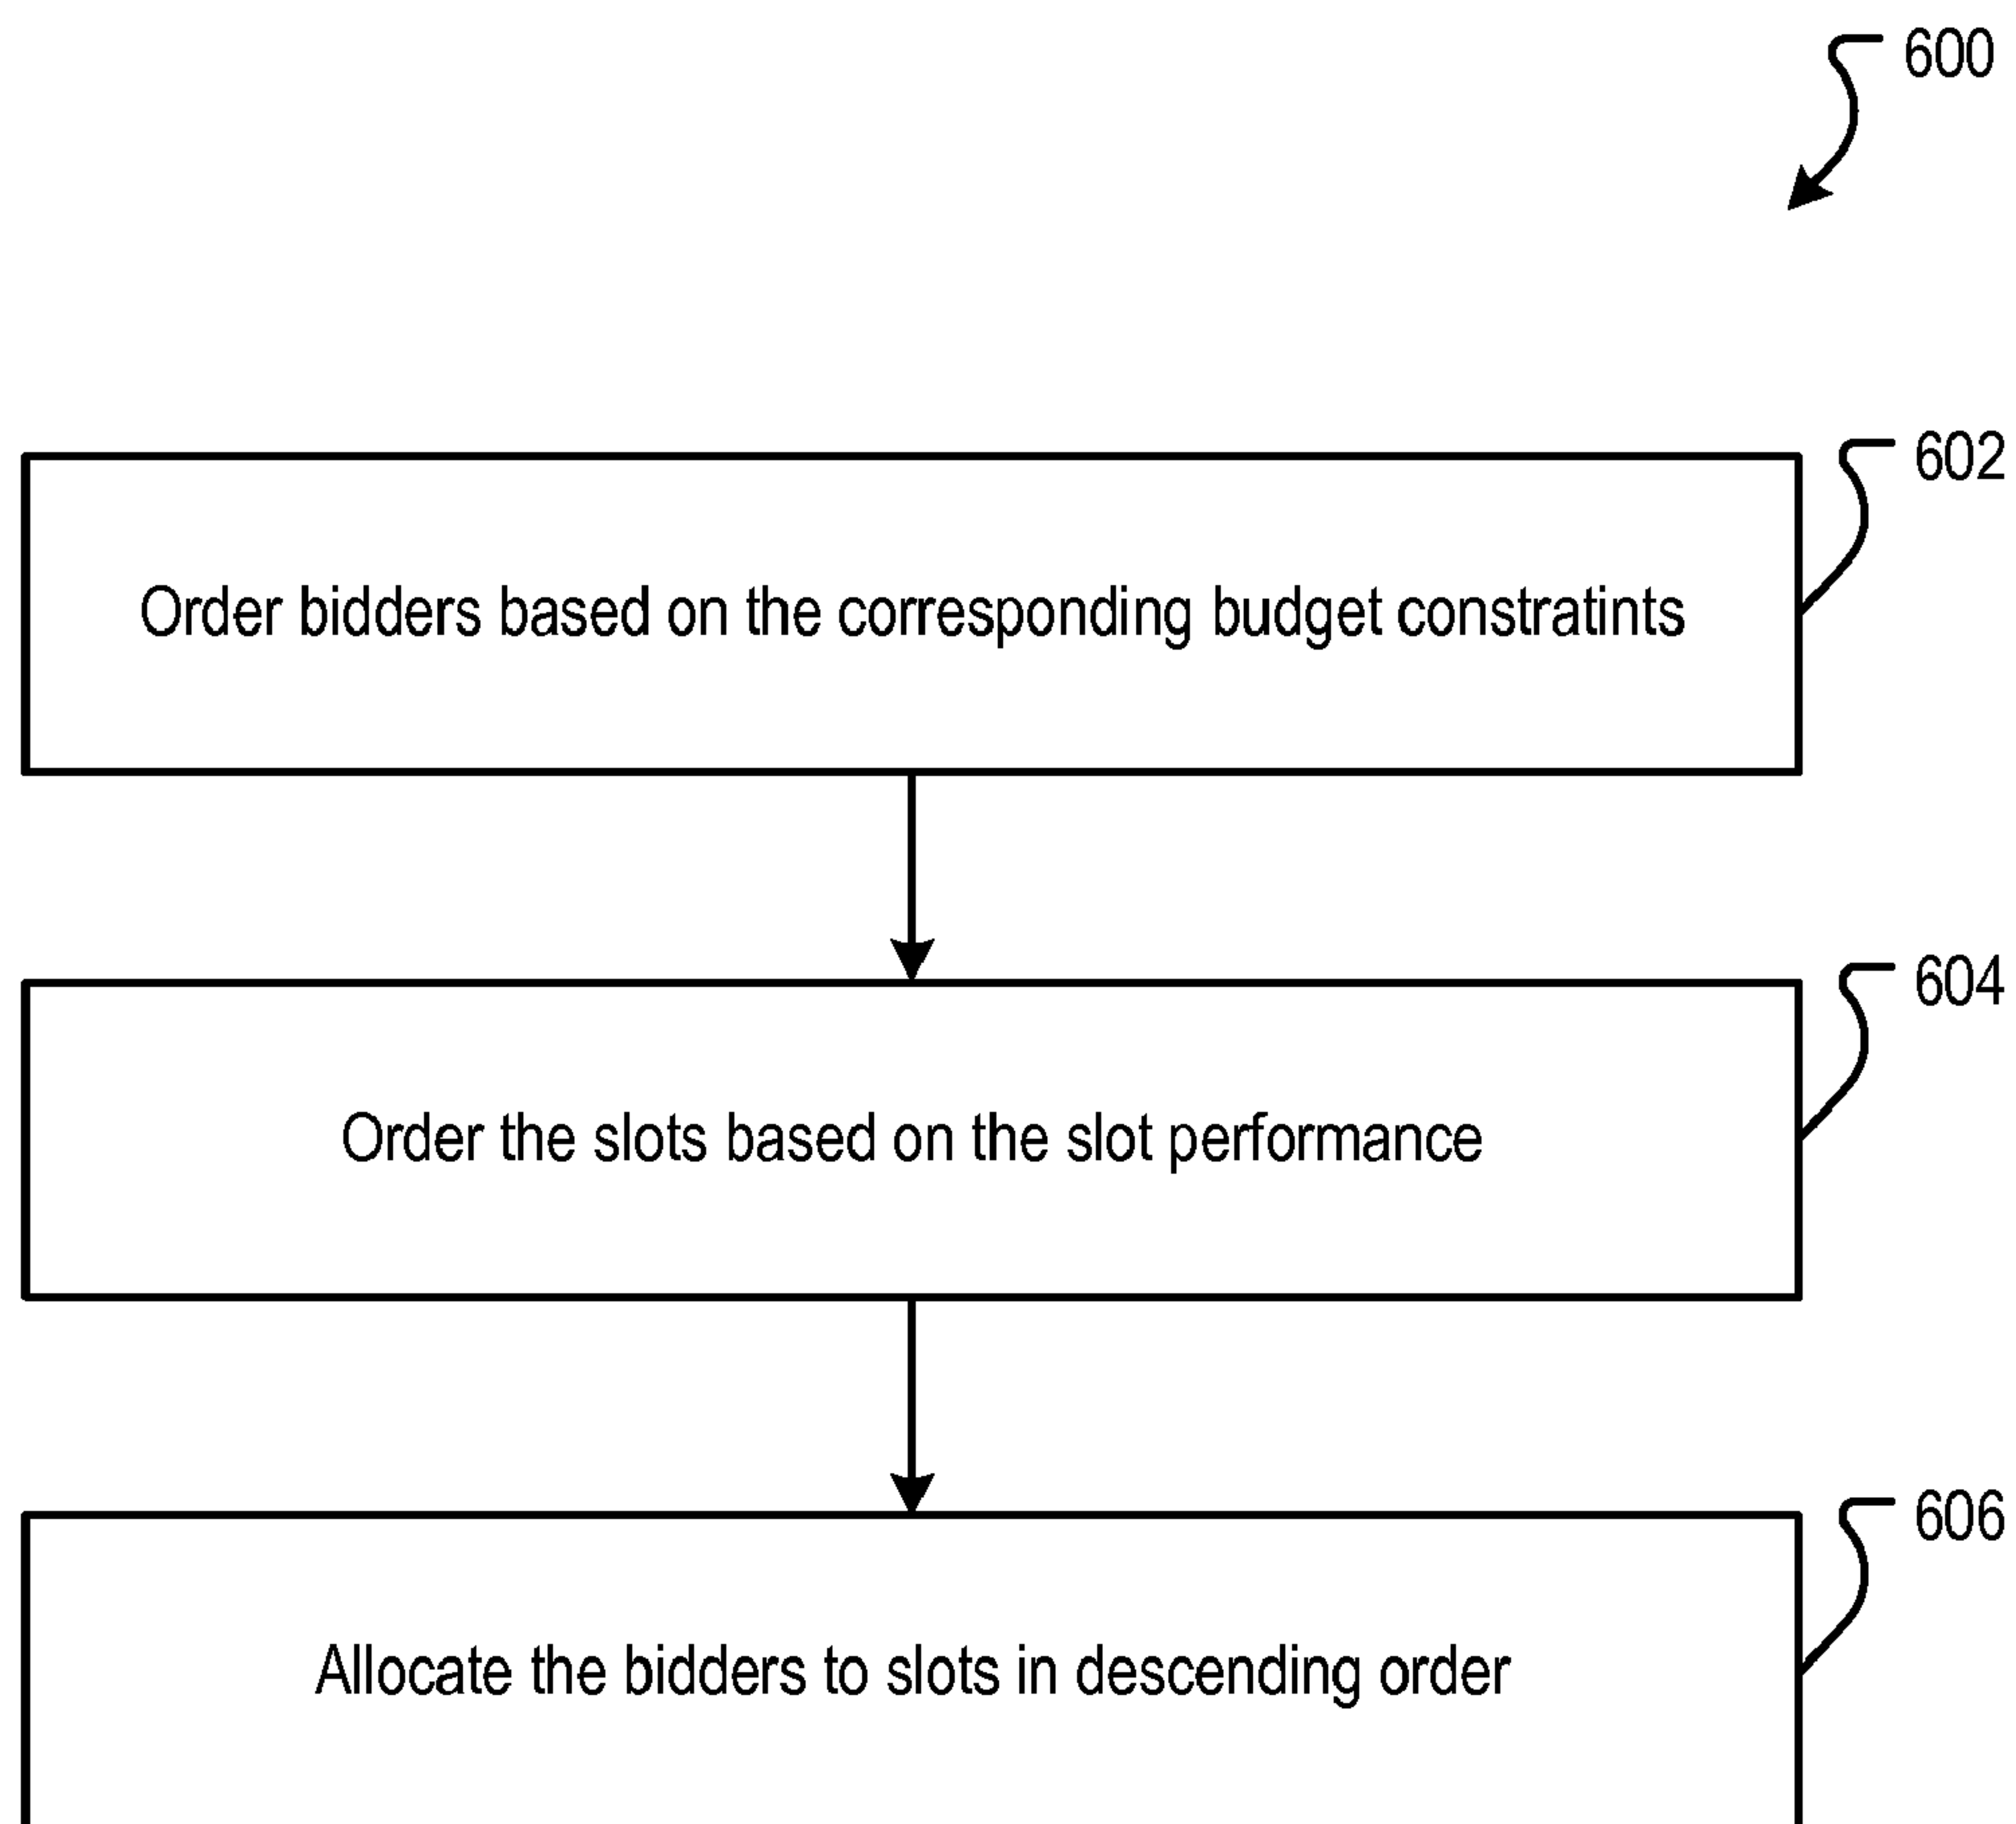 600
602
Order bidders based on the corresponding budget constratints
604
Order the slots based on the slot performance
606
Allocate the bidders to slots in descending order